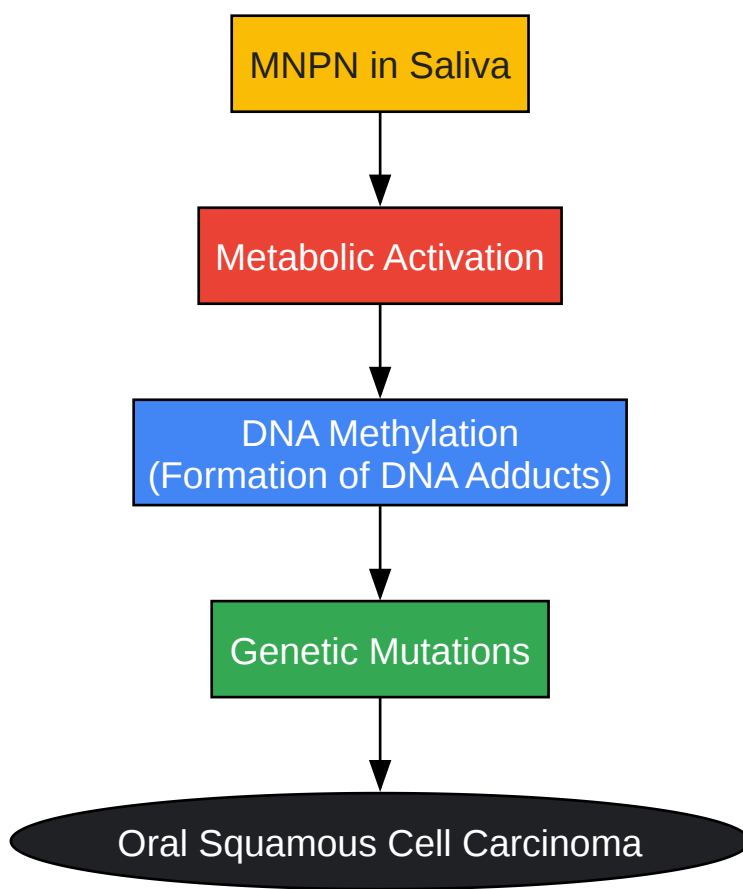 MNPN in Saliva
Metabolic Activation
DNA Methylation
(Formation of DNA Adducts)
Genetic Mutations
Oral Squamous Cell Carcinoma